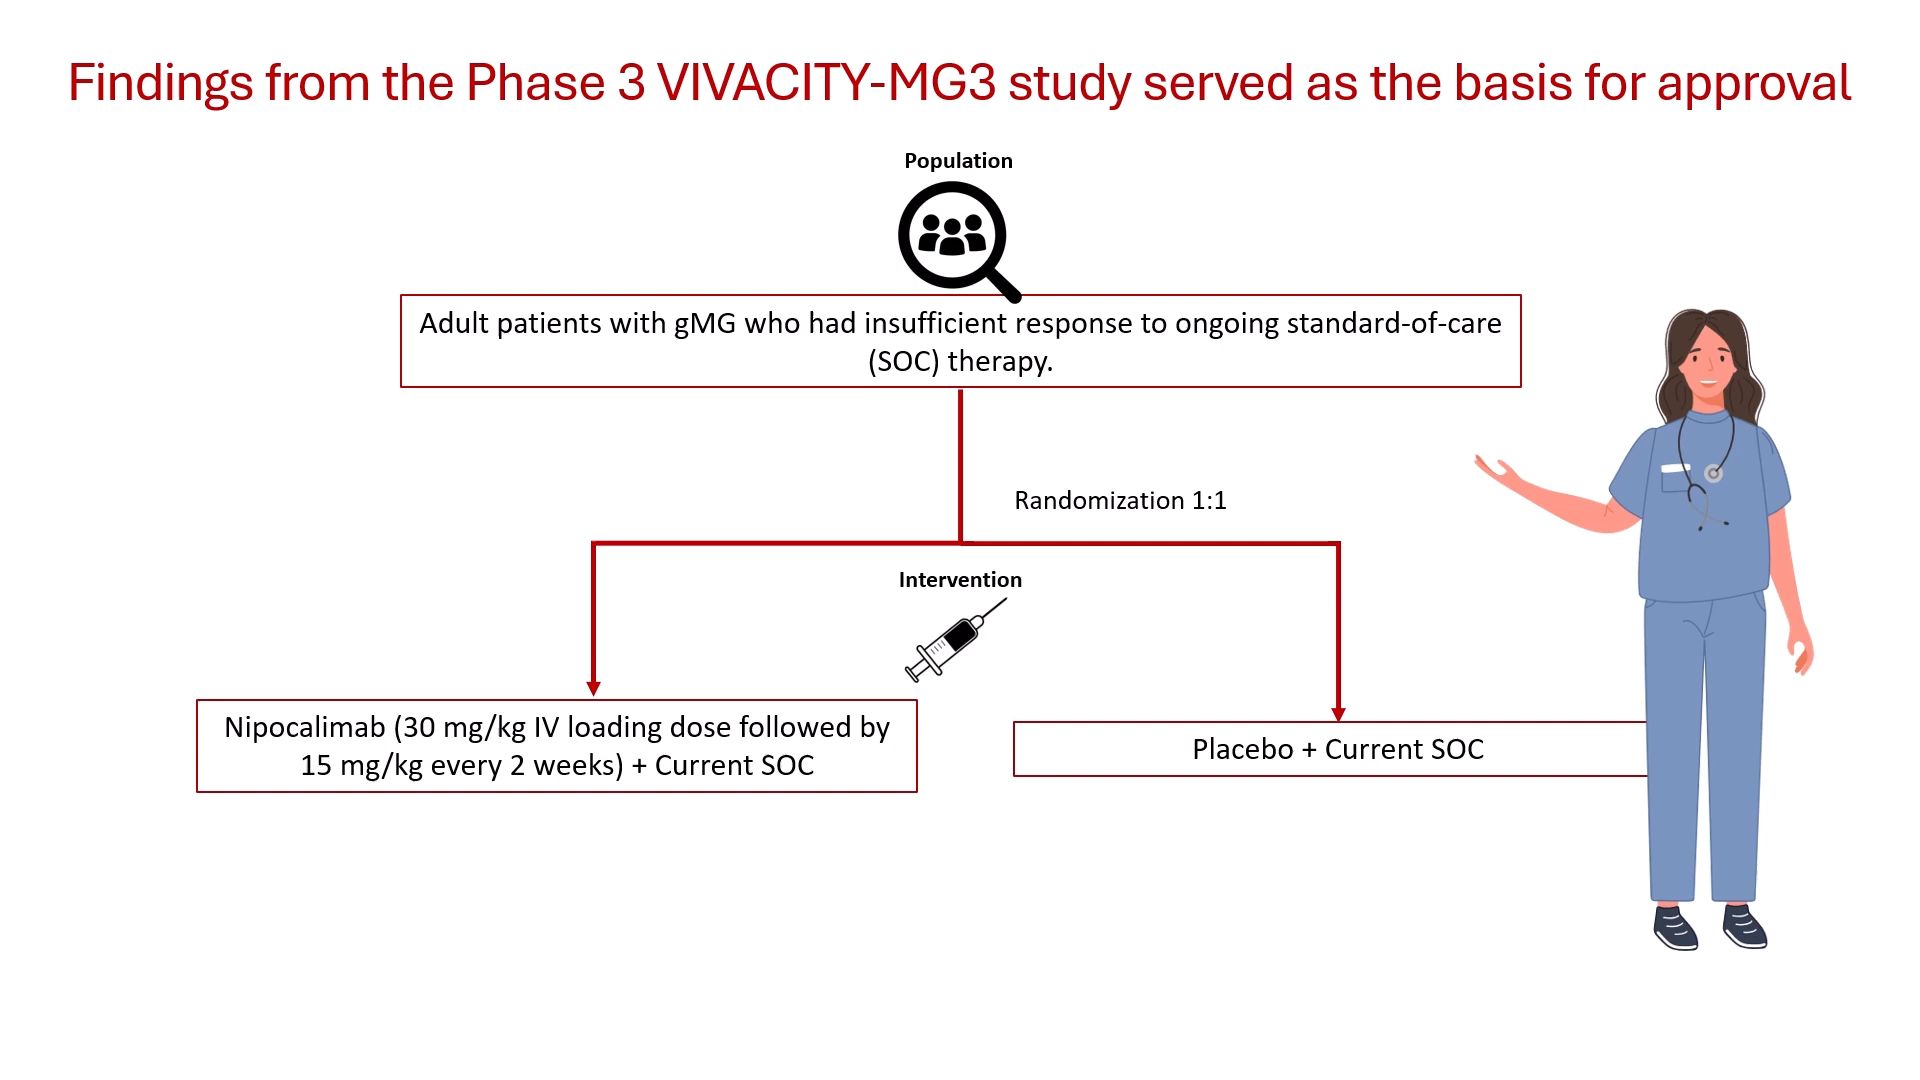 Findings from the Phase 3 VIVACITY-MG3 study served as the basis for approval
Population
Adult patients with gMG who had insufficient response to ongoing standard-of-care
(SOC) therapy.
Randomization 1:1
Intervention
Nipocalimab (30 mg/kg IV loading dose followed by
15 mg/kg every 2 weeks) + Current SOC
Placebo + Current SOC